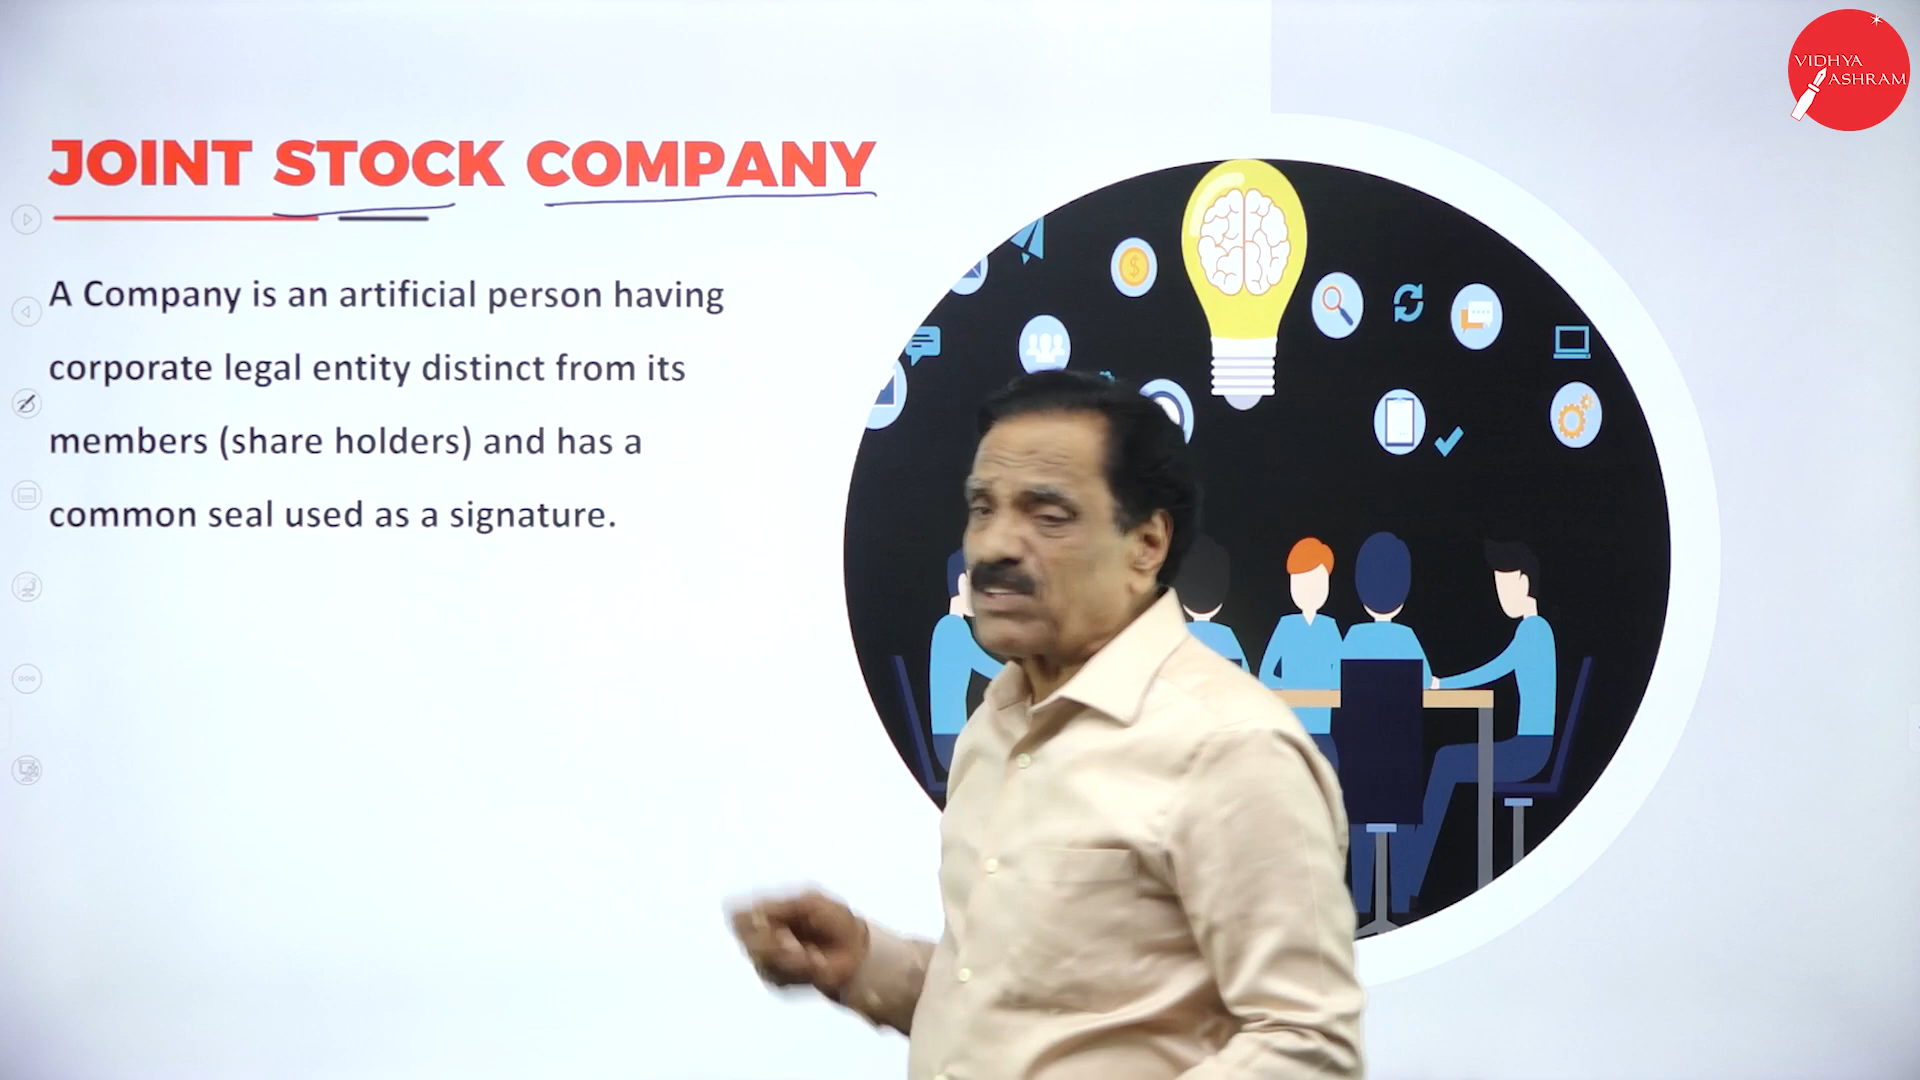 VIDHYA
ASHRAM
JOINT STOCK COMPANY
A Company is an artificial person having
corporate legal entity distinct from its
members (share holders) and has a
common seal used as a signature.